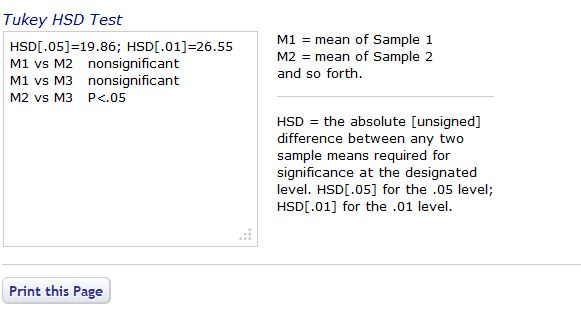 Tukey HSD Test
HSD[.05]=19.86; HSD[.01]=26.55
M1 vs M2   nonsignificant
M1 vs M3   nonsignificant
M2 vs M3   P<.05
M1 = mean of Sample 1
M2 = mean of Sample 2
and so forth.
HSD = the absolute [unsigned]
difference between any two
sample means required for
significance at the designated
level. HSD[.05] for the .05 level;
HSD[.01] for the .01 level.
Print this Page